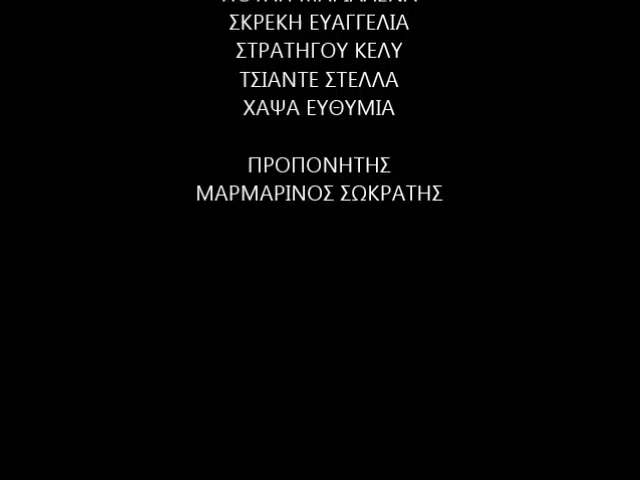 ΣΚΡΕΚΗ ΕΥΑΓΓΕΛΙΑ
ΣΤΡΑΤΗΓΟΥ ΚΕΛΥ
ΤΣΙΑΝΤΕ ΣΤΕΛΛΑ
ΧΑΨΑ ΕΥΘΥΜΙΑ
ΠΡΟΠΟΝΗΤΗΣ
ΜΑΡΜΑΡΙΝΟΣ ΣΩΚΡΑΤΗΣ